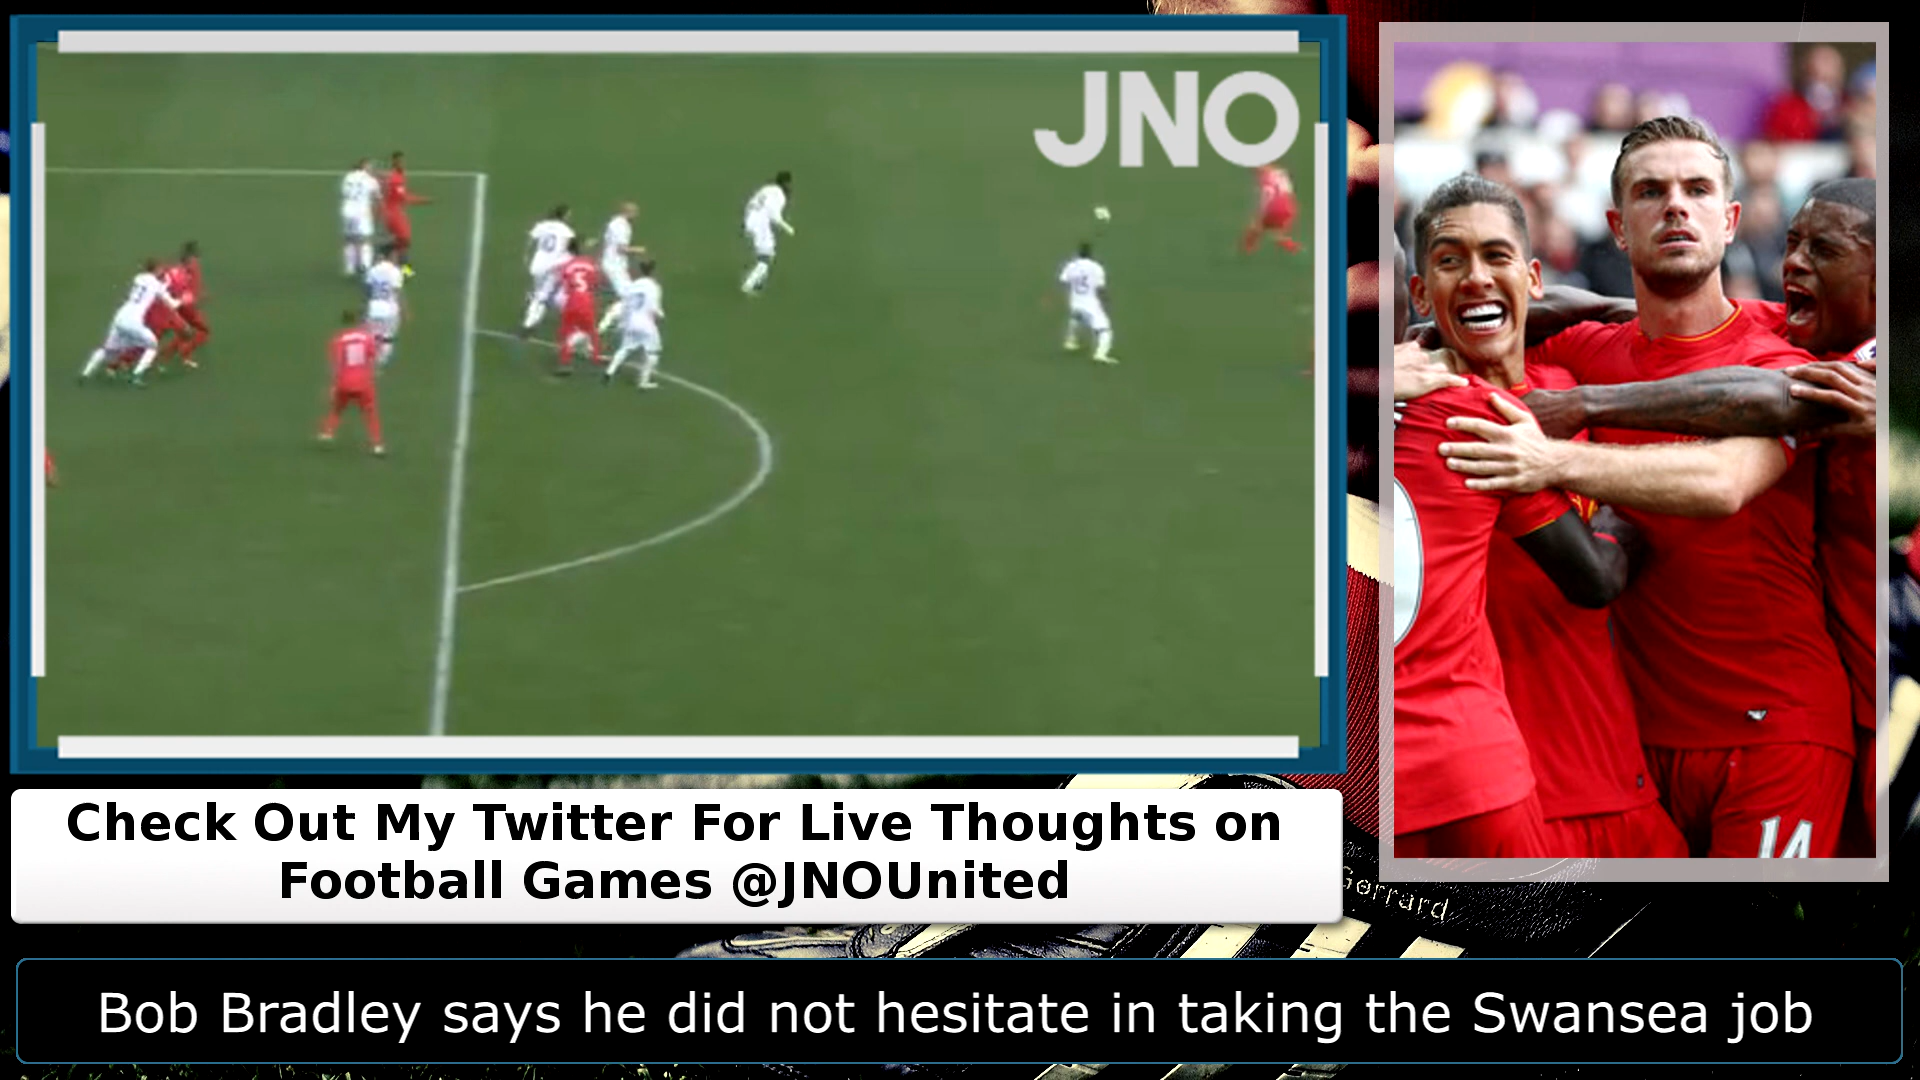 JNO
Check Out My Twitter For Live Thoughts on
Football Games @JNOUnited
Gerrard
14
Bob Bradley says he did not hesitate in taking the Swansea job